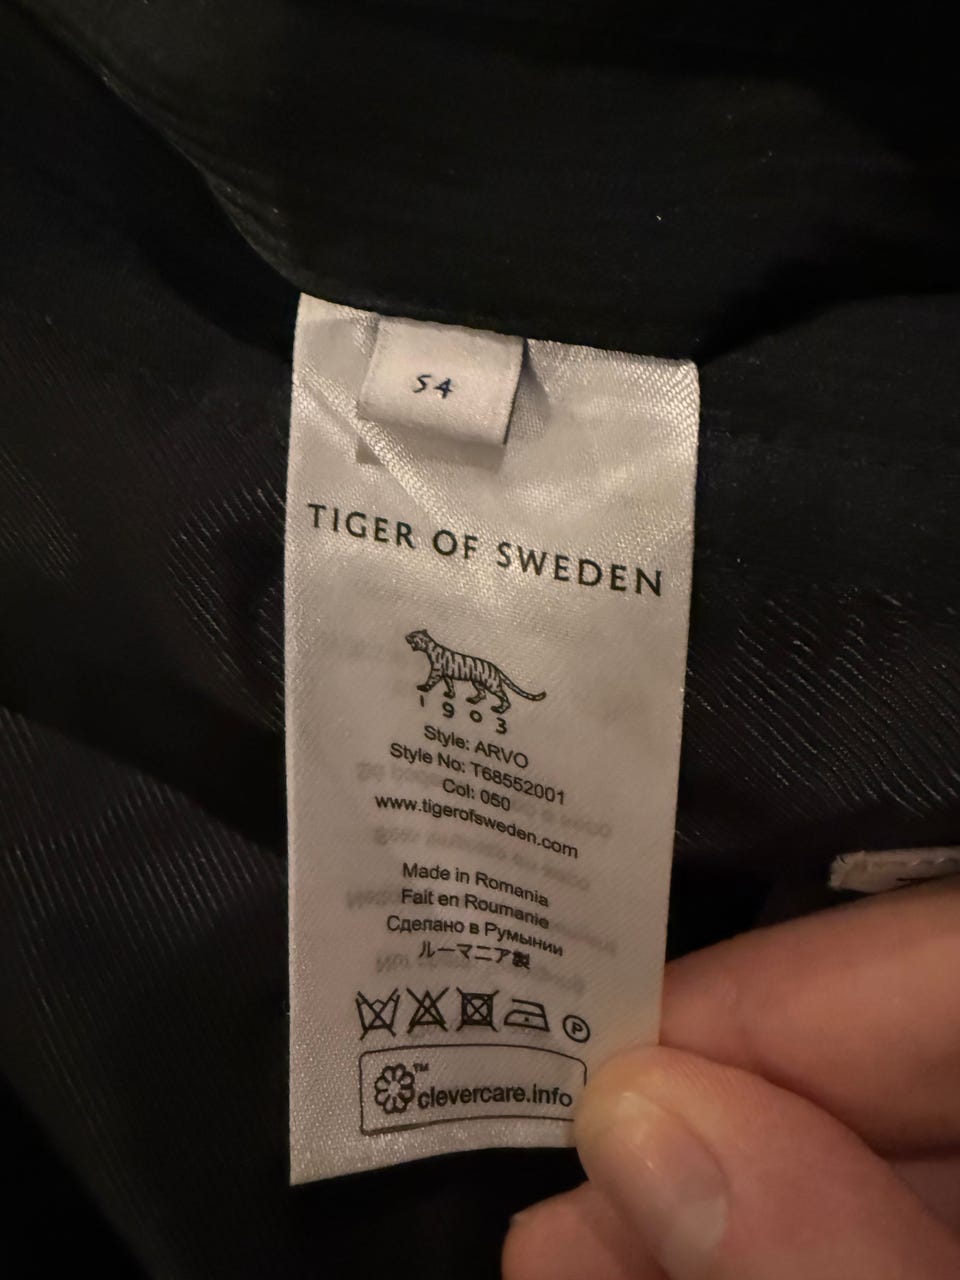 54
TIGER OF SWEDEN
1903
Style: ARVO
Style No: T68552001
Col: 050
www.tigerofsweden.com
Made in Romania
Fait en Roumanie
Сделано в Румынии
ルーマニア製
P
clevercare.info™